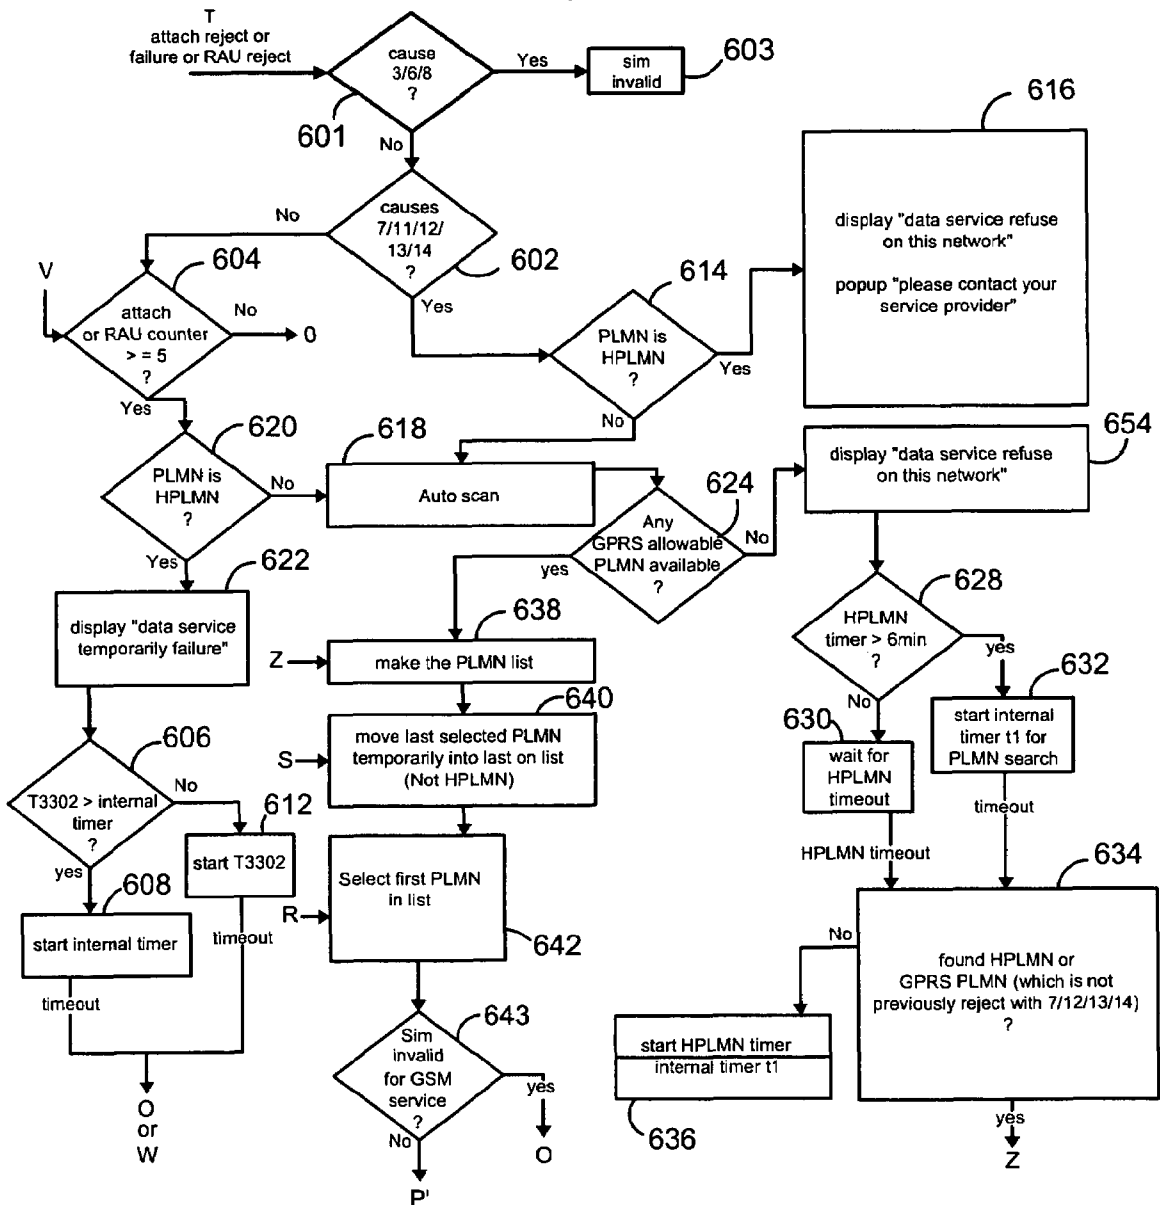 T
attach reject or
failure or RAU reject
cause
3/6/8
?
601
Yes
sim
invalid
603
No
causes
7/11/12/
13/14
?
602
No
Yes
V
604
attach
or RAU counter
> = 5
?
No
0
Yes
614
PLMN is
HPLMN
?
Yes
No
616
display "data service refuse
on this network"
popup "please contact your
service provider"
620
PLMN is
HPLMN
?
No
Yes
618
Auto scan
624
Any
GPRS allowable
PLMN available
?
No
yes
654
display "data service refuse
on this network"
622
display "data service
temporarily failure"
638
Z
make the PLMN list
628
HPLMN
timer > 6min
?
yes
No
640
S
move last selected PLMN
temporarily into last on list
(Not HPLMN)
630
wait for
HPLMN
timeout
632
start internal
timer t1 for
PLMN search
timeout
HPLMN timeout
606
T3302 > internal
timer
?
No
yes
612
start T3302
timeout
608
start internal timer
timeout
O
or
W
R
Select first PLMN
in list
642
643
Sim
invalid
for GSM
service
?
yes
O
No
P'
634
found HPLMN or
GPRS PLMN (which is not
previously reject with 7/12/13/14)
?
No
start HPLMN timer
internal timer t1
636
yes
Z